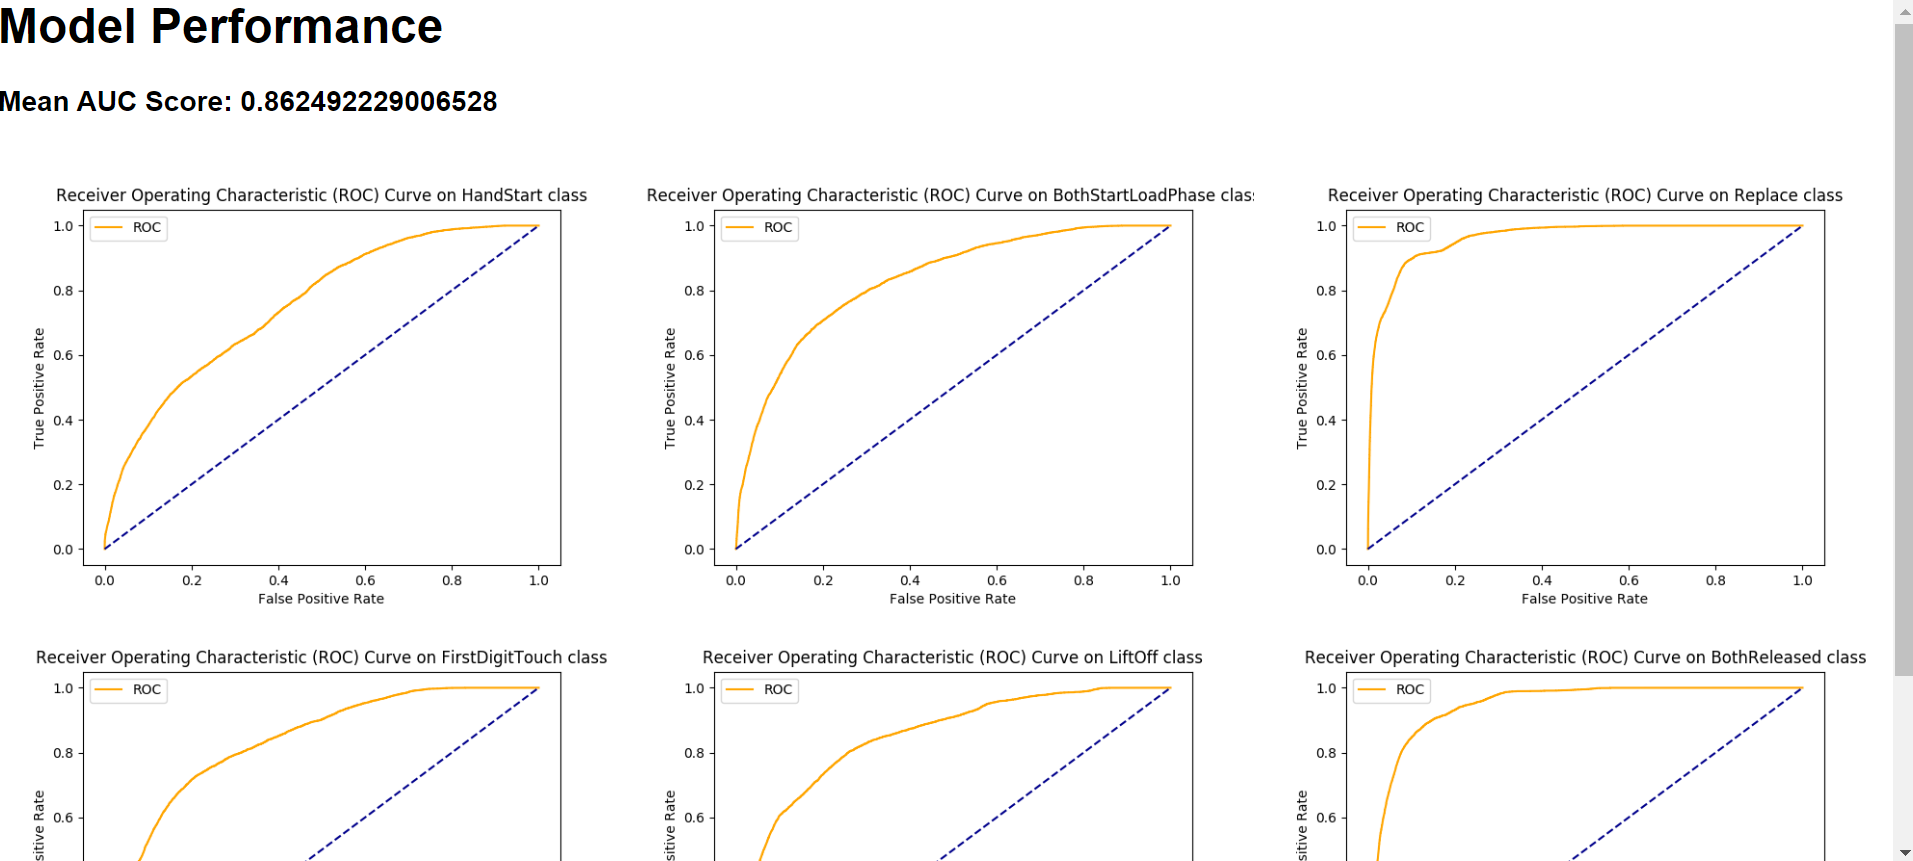 Model Performance
Mean AUC Score: 0.862492229006528
Receiver Operating Characteristic (ROC) Curve on HandStart class
ROC
1.0
0.8
0.6
0.4
0.2
0.0
True Positive Rate
0.0 0.2 0.4 0.6 0.8 1.0
False Positive Rate
Receiver Operating Characteristic (ROC) Curve on BothStartLoadPhase clas
ROC
1.0
0.8
0.6
0.4
0.2
0.0
True Positive Rate
0.0 0.2 0.4 0.6 0.8 1.0
False Positive Rate
Receiver Operating Characteristic (ROC) Curve on Replace class
ROC
1.0
0.8
0.6
0.4
0.2
0.0
True Positive Rate
0.0 0.2 0.4 0.6 0.8 1.0
False Positive Rate
Receiver Operating Characteristic (ROC) Curve on FirstDigitTouch class
ROC
1.0
0.8
0.6
sitive Rate
Receiver Operating Characteristic (ROC) Curve on LiftOff class
ROC
1.0
0.8
0.6
sitive Rate
Receiver Operating Characteristic (ROC) Curve on BothReleased class
ROC
1.0
0.8
0.6
sitive Rate